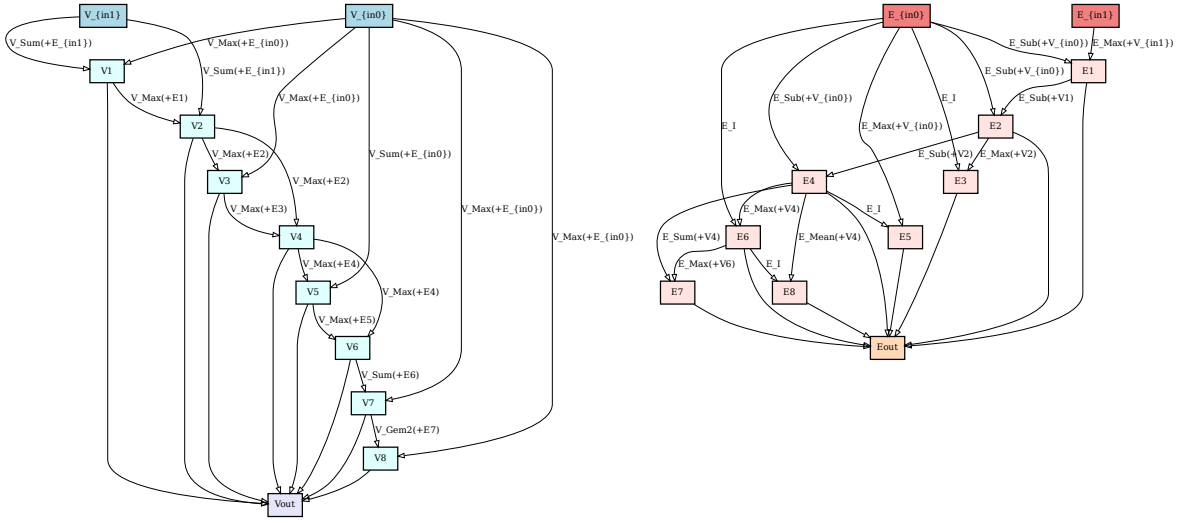 V_{in1}
V_{in0}
E_{in0}
E_{in1}
V_Sum(+E_{in1})
V_Max(+E_{in0})
E_Sub(+V_{in0})
E_Max(+V_{in1})
V1
V_Sum(+E_{in1})
E_Sub(+V_{in0})
E1
V_Max(+E1)
V_Max(+E_{in0})
E_Sub(+V_{in0})
E_I
E_Sub(+V1)
V2
E_I
E_Max(+V_{in0})
E2
V_Max(+E2)
V_Sum(+E_{in0})
E_Sub(+V2)
E_Max(+V2)
V3
V_Max(+E2)
E4
E3
V_Max(+E3)
V_Max(+E_{in0})
E_Max(+V4)
E_I
V4
V_Max(+E_{in0})
E_Sum(+V4)
E6
E_Mean(+V4)
E5
V_Max(+E4)
E_Max(+V6)
E_I
V5
V_Max(+E4)
E7
E8
V_Max(+E5)
V6
Eout
V_Sum(+E6)
V7
V_Gem2(+E7)
V8
Vout